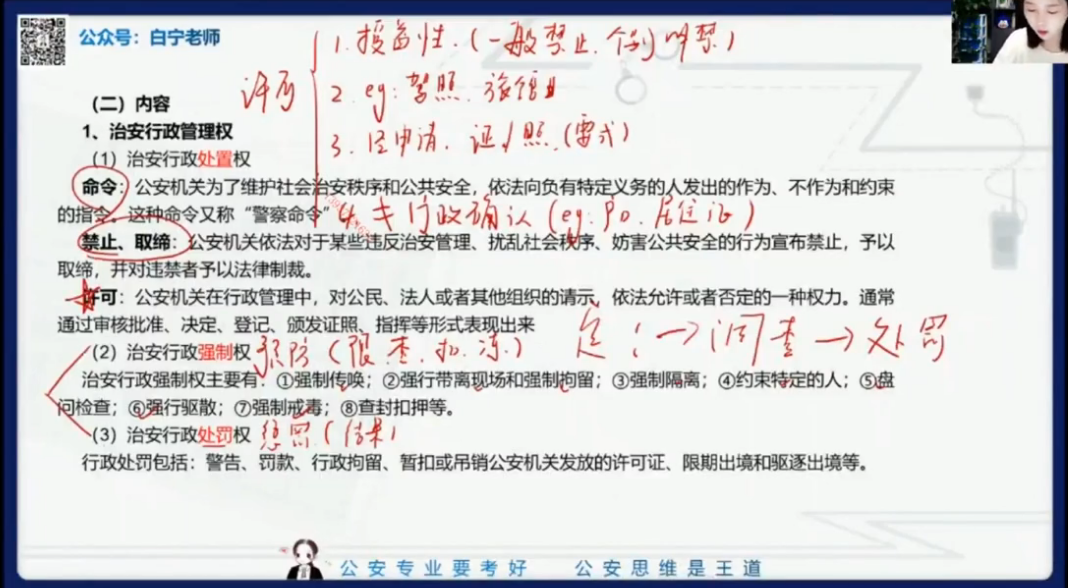 公众号：白宁老师
许可
1. 授益性.（一般禁止.个别解禁）
2. eg: 驾照. 旅馆业
3. 经申请. 证/照.（要式）
4. 去行政确认（eg: 户口. 居住证）
（二）内容
1、治安行政管理权
（1）治安行政处置权
命令：公安机关为了维护社会治安秩序和公共安全，依法向负有特定义务的人发出的作为、不作为和约束
的指令。这种命令又称“警察命令”
禁止、取缔：公安机关依法对于某些违反治安管理、扰乱社会秩序、妨害公共安全的行为宣布禁止，予以
取缔，并对违禁者予以法律制裁。
许可：公安机关在行政管理中，对公民、法人或者其他组织的请示、依法允许或者否定的一种权力。通常
通过审核批准、决定、登记、颁发证照、指挥等形式表现出来
→调查→处罚
（2）治安行政强制权 预防（限.查.扣.冻.）
治安行政强制权主要有：①强制传唤；②强行带离现场和强制拘留；③强制隔离；④约束特定的人；⑤盘
问检查；⑥强行驱散；⑦强制戒毒；⑧查封扣押等。
（3）治安行政处罚权 惩罚（结果）
行政处罚包括：警告、罚款、行政拘留、暂扣或吊销公安机关发放的许可证、限期出境和驱逐出境等。
公安专业要考好 公安思维是王道